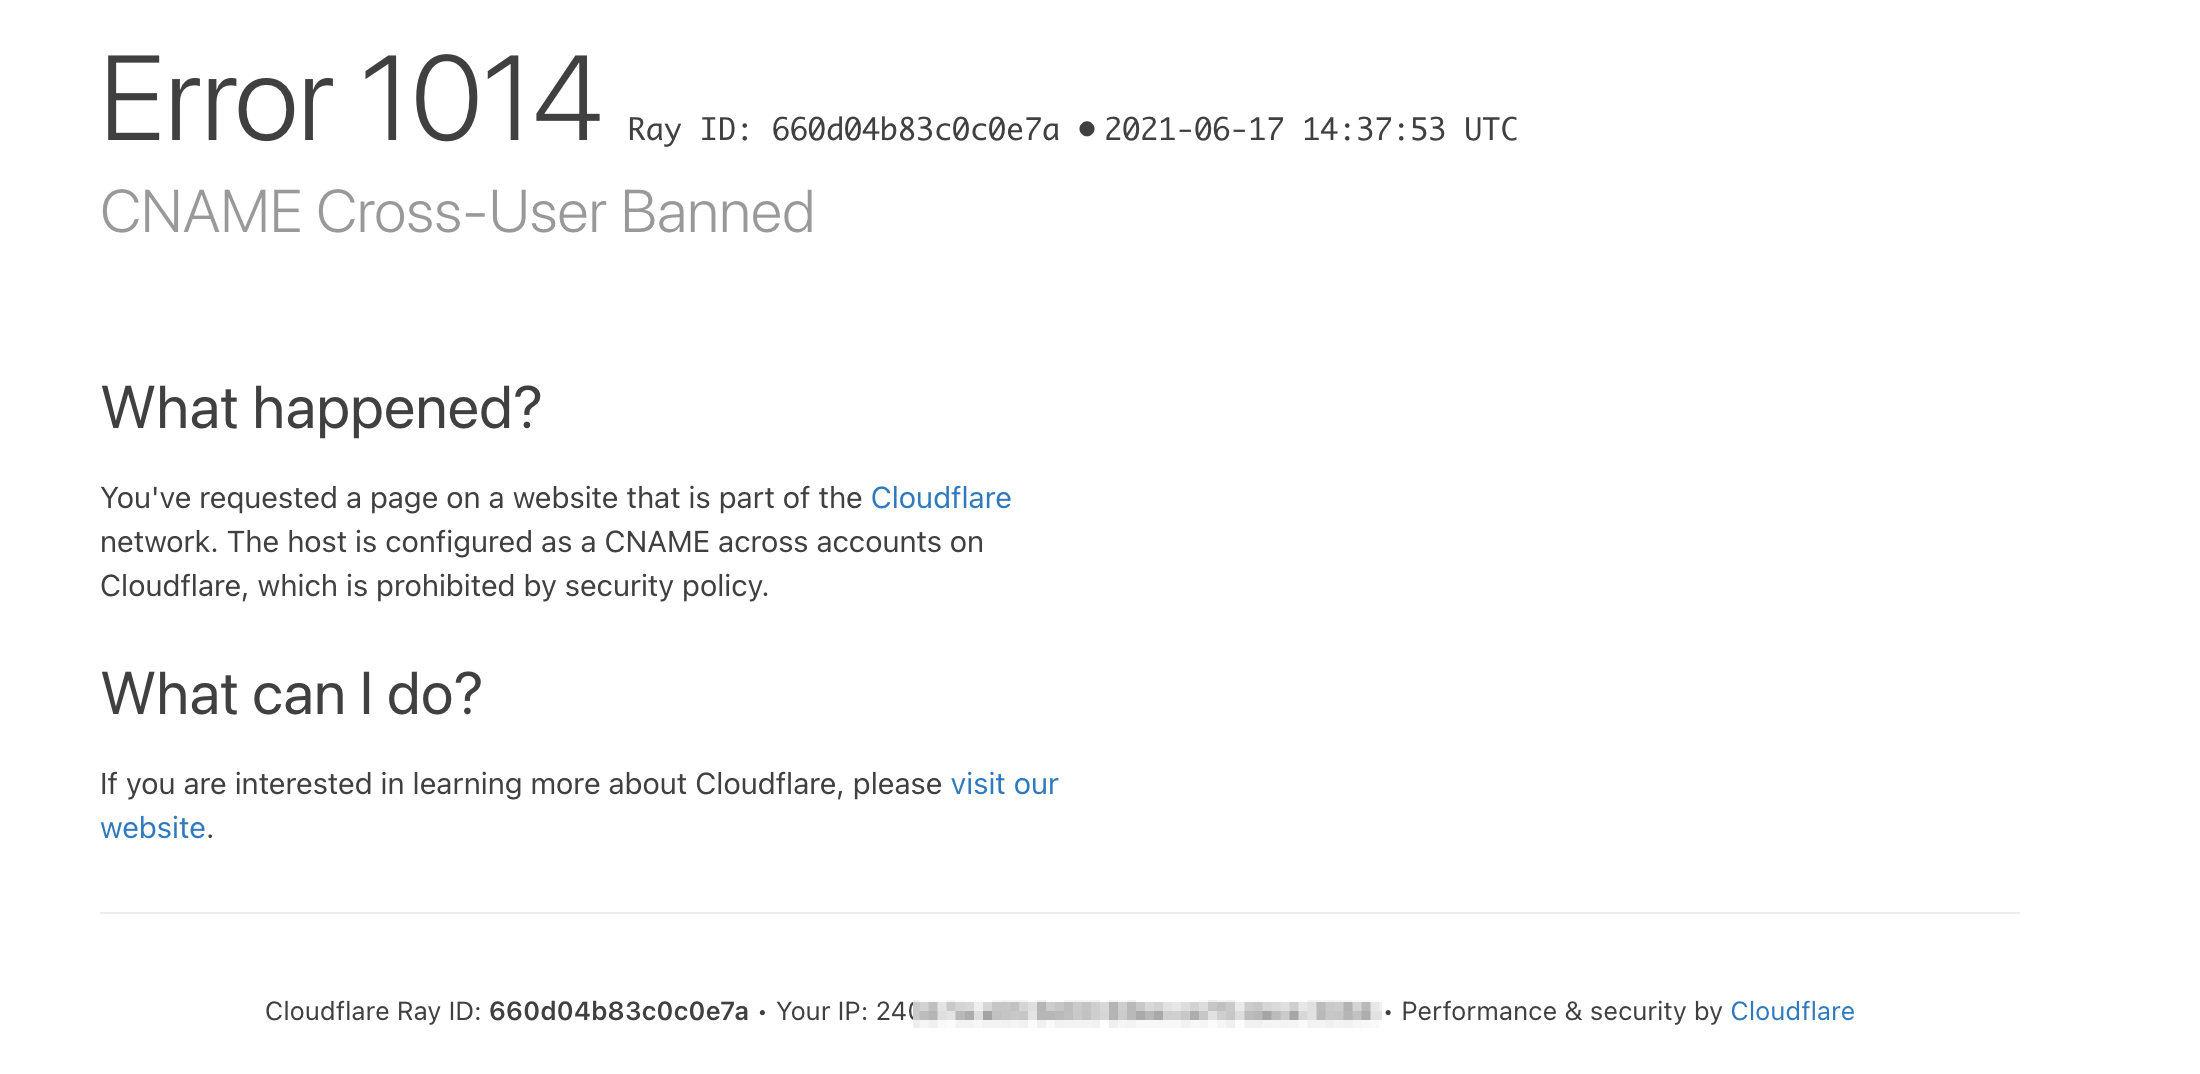 Error 1014 Ray ID: 660d04b83c0c0e7a • 2021-06-17 14:37:53 UTC
CNAME Cross-User Banned
What happened?
You've requested a page on a website that is part of the Cloudflare
network. The host is configured as a CNAME across accounts on
Cloudflare, which is prohibited by security policy.
What can I do?
If you are interested in learning more about Cloudflare, please visit our
website.
Cloudflare Ray ID: 660d04b83c0c0e7a • Your IP: • Performance & security by Cloudflare